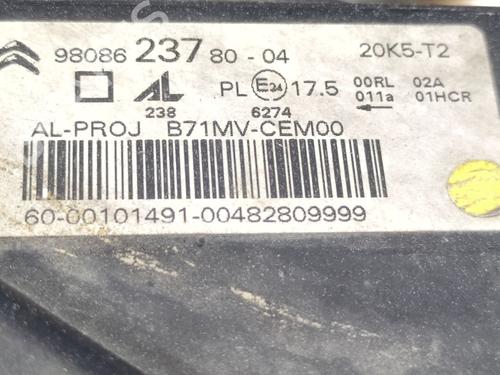 98086 237 80 - 04 20K5-T2
AL PL E24 17.5 00RL 02A
238 6274 011a 01HCR
AL-PROJ B71MV-CEM00
60-00101491-00482809999